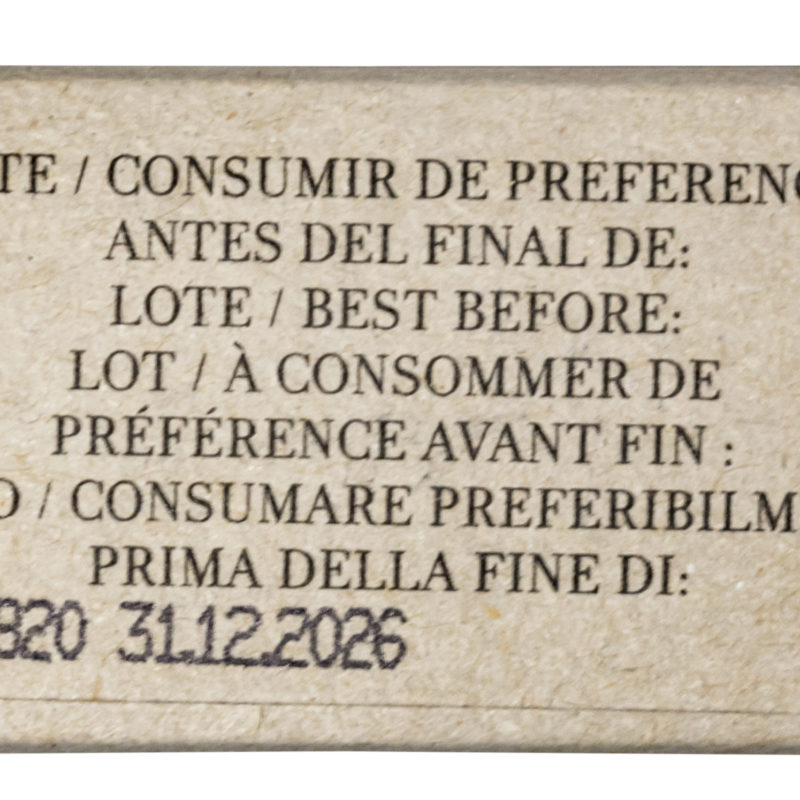 TE / CONSUMIR DE PREFEREN
ANTES DEL FINAL DE:
LOTE / BEST BEFORE:
LOT / À CONSOMMER DE
PRÉFÉRENCE AVANT FIN :
O / CONSUMARE PREFERIBILM
PRIMA DELLA FINE DI:
820 31.12.2026